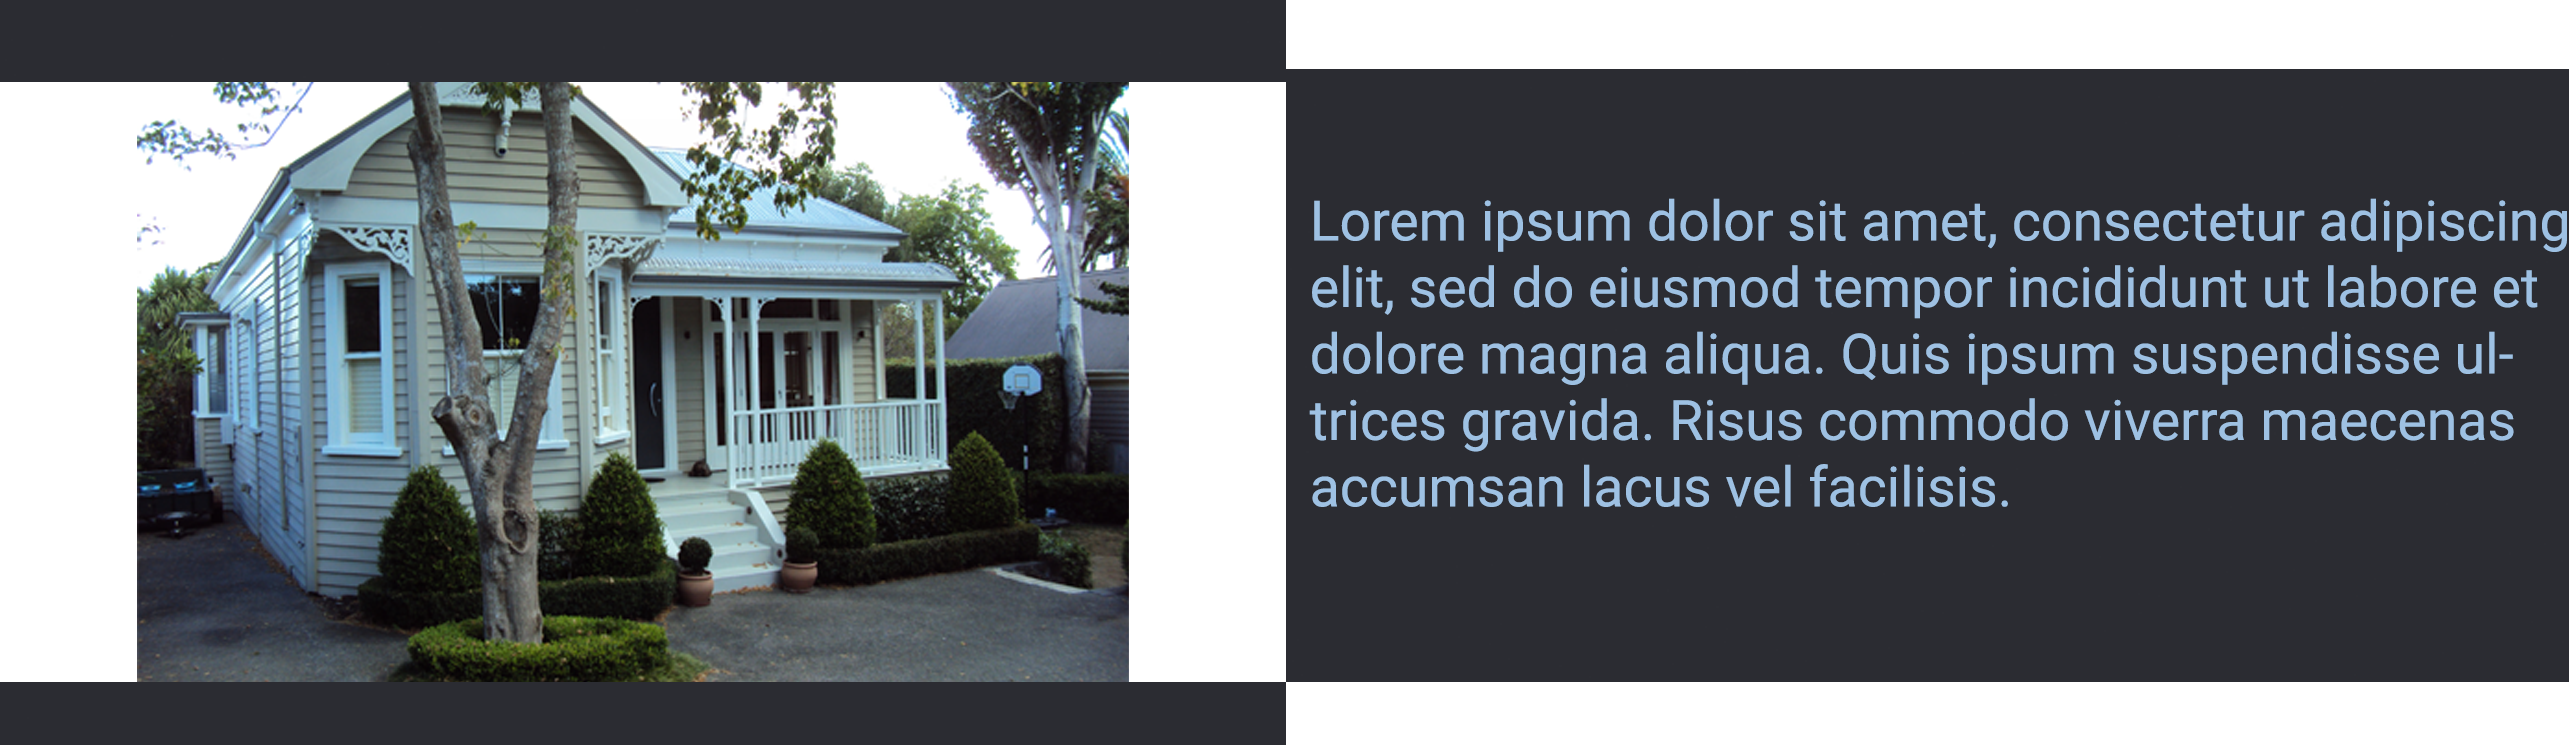 Lorem ipsum dolor sit amet, consectetur adipiscing
elit, sed do eiusmod tempor incididunt ut labore et
dolore magna aliqua. Quis ipsum suspendisse ul-
trices gravida. Risus commodo viverra maecenas
accumsan lacus vel facilisis.